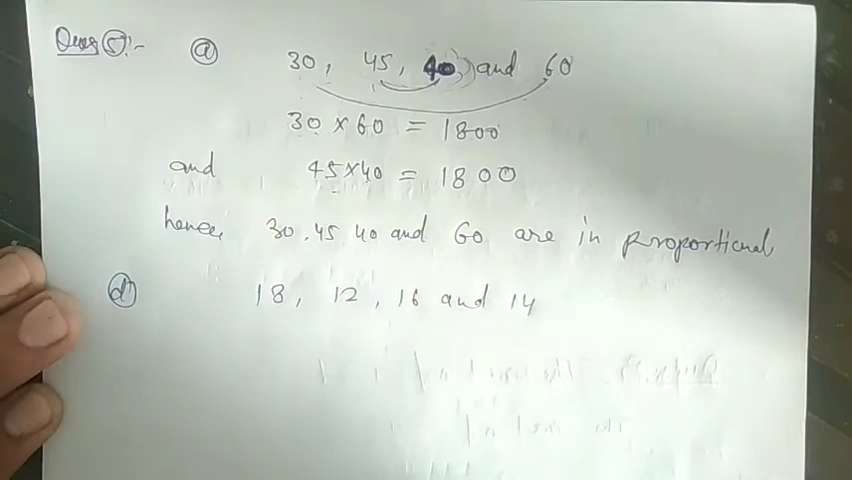 Ques ⑤:- ⓐ 30, 45, 40, and 60
30 × 60 = 1800
and 45×40 = 1800
hence, 30, 45 40 and 60 are in proportional
ⓓ 18, 12, 16 and 14